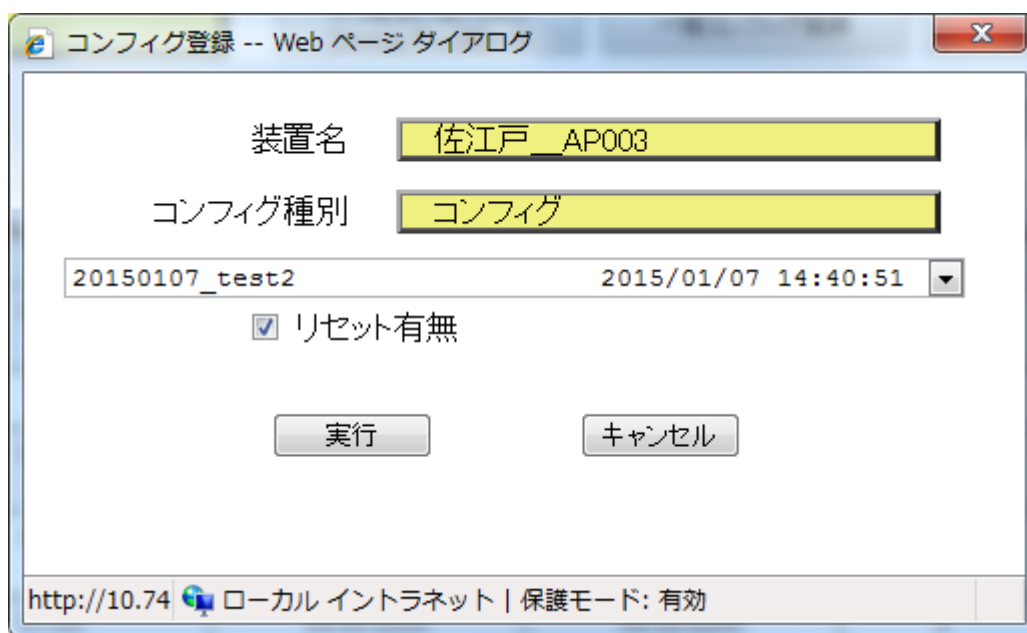 コンフィグ登録 -- Web ページ ダイアログ
装置名 佐江戸__AP003
コンフィグ種別 コンフィグ
20150107_test2 2015/01/07 14:40:51
リセット有無
実行 キャンセル
http://10.74 ローカル イントラネット | 保護モード: 有効